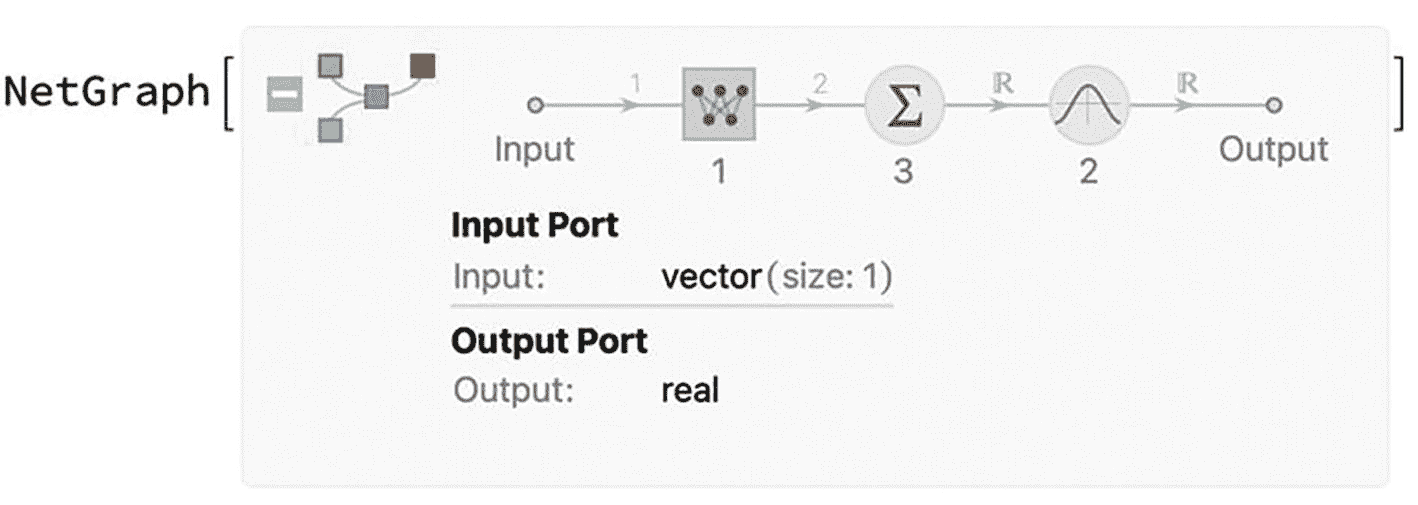 NetGraph[ ]
1 2 Σ ℝ ℝ
Input 1 3 2 Output
Input Port
Input: vector(size: 1)
Output Port
Output: real